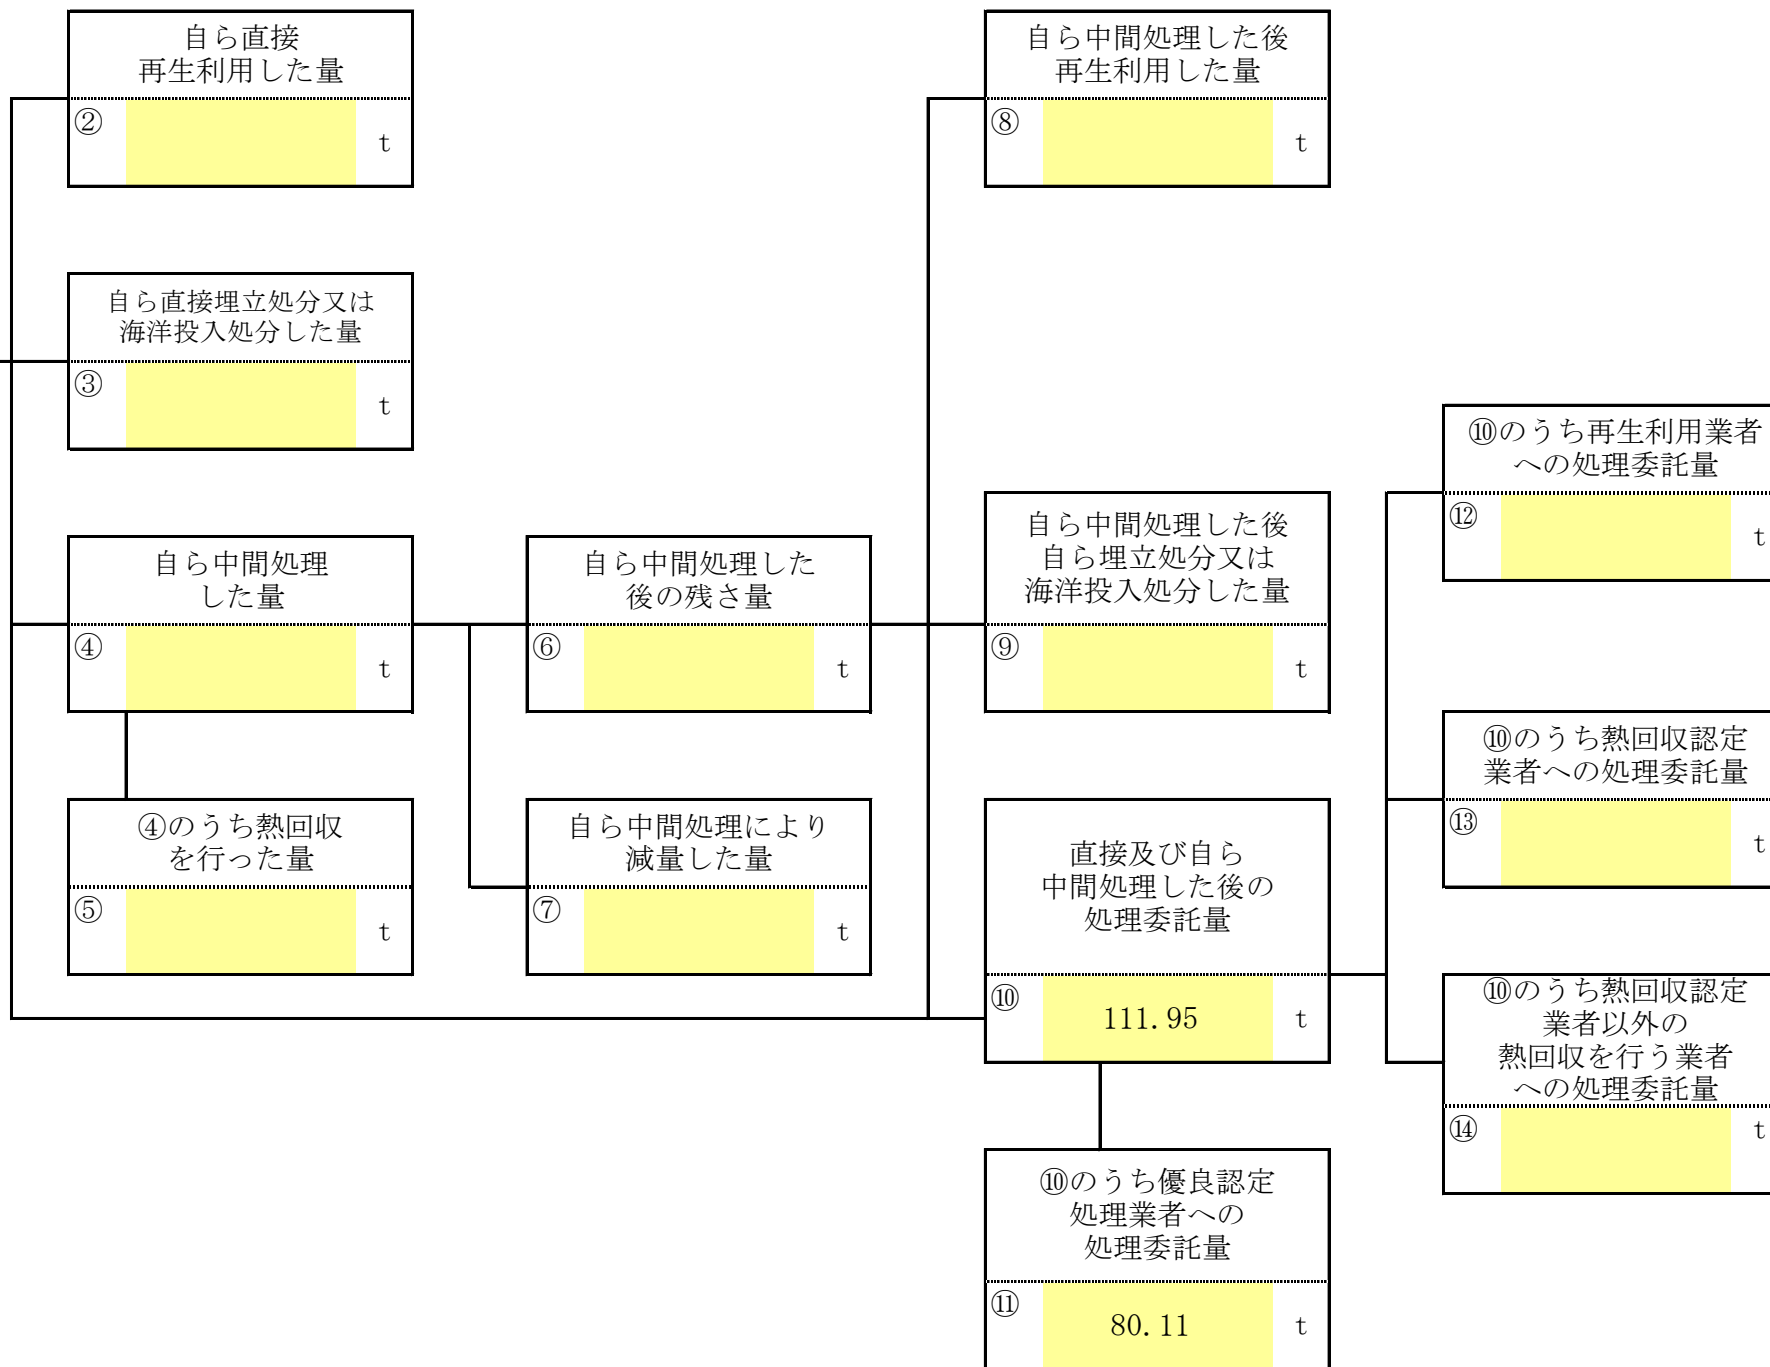 自ら直接
再生利用した量
②
t
自ら直接埋立処分又は
海洋投入処分した量
③
t
自ら中間処理
した量
④
t
④のうち熱回収
を行った量
⑤
t
自ら中間処理した
後の残さ量
⑥
t
自ら中間処理により
減量した量
⑦
t
自ら中間処理した後
再生利用した量
⑧
t
自ら中間処理した後
自ら埋立処分又は
海洋投入処分した量
⑨
t
直接及び自ら
中間処理した後の
処理委託量
⑩ 111.95 t
⑩のうち優良認定
処理業者への
処理委託量
⑪ 80.11 t
⑩のうち再生利用業者
への処理委託量
⑫
t
⑩のうち熱回収認定
業者への処理委託量
⑬
t
⑩のうち熱回収認定
業者以外の
熱回収を行う業者
への処理委託量
⑭
t